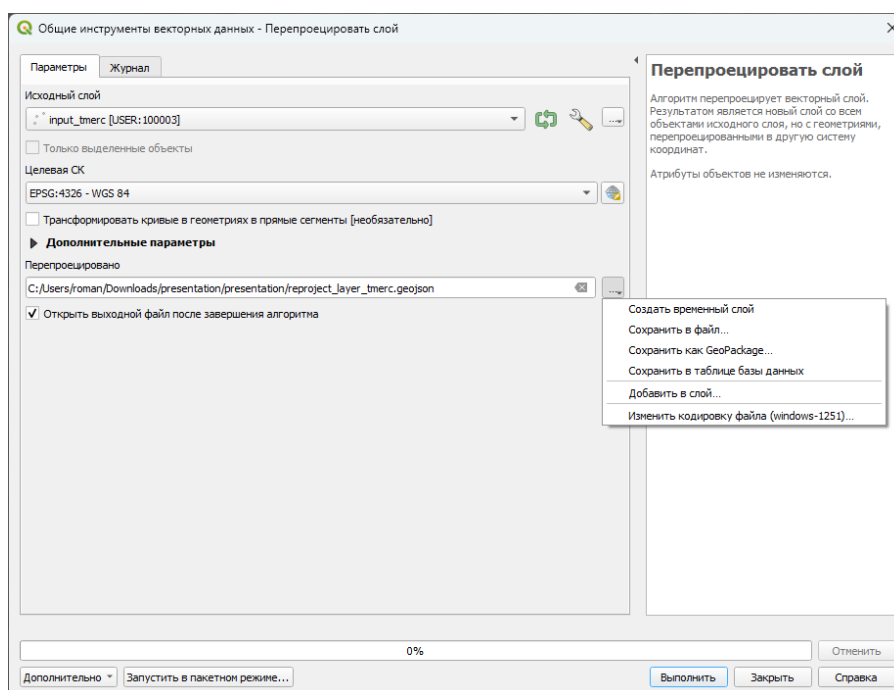 Общие инструменты векторных данных - Перепроецировать слой
Параметры
Журнал
Исходный слой
input_tmerc [USER:100003]
Только выделенные объекты
Целевая СК
EPSG:4326 - WGS 84
Трансформировать кривые в геометриях в прямые сегменты [необязательно]
Дополнительные параметры
Перепроецировано
C:/Users/roman/Downloads/presentation/presentation/reproject_layer_tmerc.geojson
Открыть выходной файл после завершения алгоритма
Создать временный слой
Сохранить в файл...
Сохранить как GeoPackage...
Сохранить в таблице базы данных
Добавить в слой...
Изменить кодировку файла (windows-1251)...
Перепроецировать слой
Алгоритм перепроецирует векторный слой.
Результатом является новый слой со всем
объектами исходного слоя, но с геометриями,
перепроецированными в другую систему
координат.
Атрибуты объектов не изменяются.
0%
Отменить
Дополнительно
Запустить в пакетном режиме...
Выполнить
Закрыть
Справка